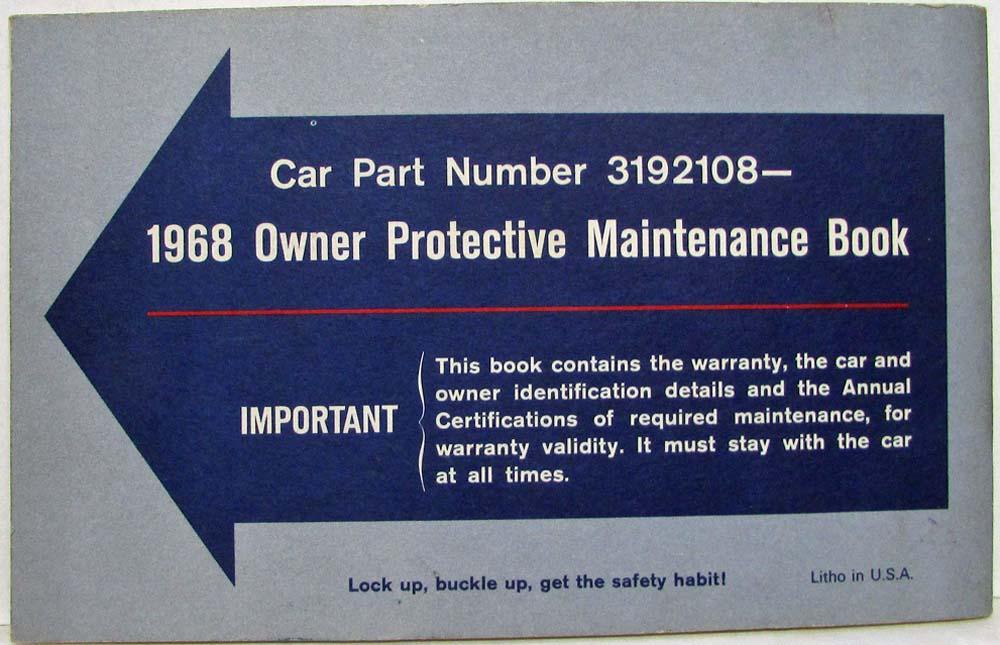 Car Part Number 3192108—
1968 Owner Protective Maintenance Book
IMPORTANT
This book contains the warranty, the car and
owner identification details and the Annual
Certifications of required maintenance, for
warranty validity. It must stay with the car
at all times.
Lock up, buckle up, get the safety habit!
Litho in U.S.A.